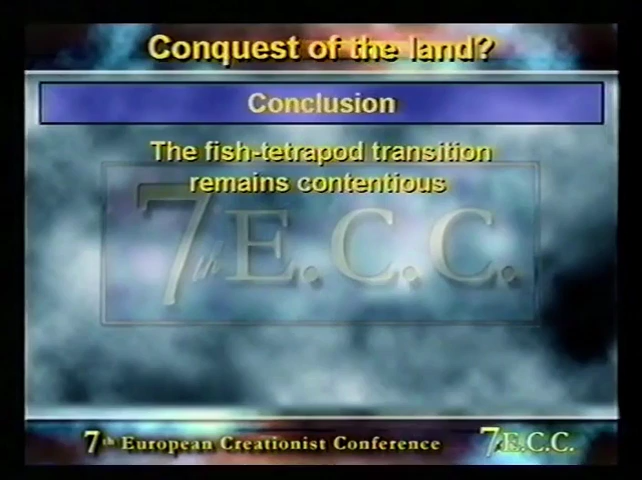 Conquest of the land?
Conclusion
The fish-tetrapod transition
remains contentious
7th E.C.C.
7th European Creationist Conference
7th E.C.C.